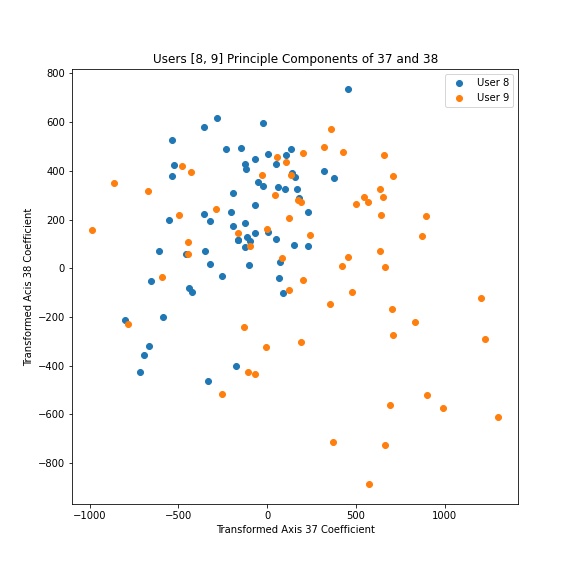 Users [8, 9] Principle Components of 37 and 38
User 8
User 9
Transformed Acis 38 Coefficient
800
600
400
200
0
−200
−400
−600
−800
−1000
−500
0
500
1000
Transformed Axis 37 Coefficient